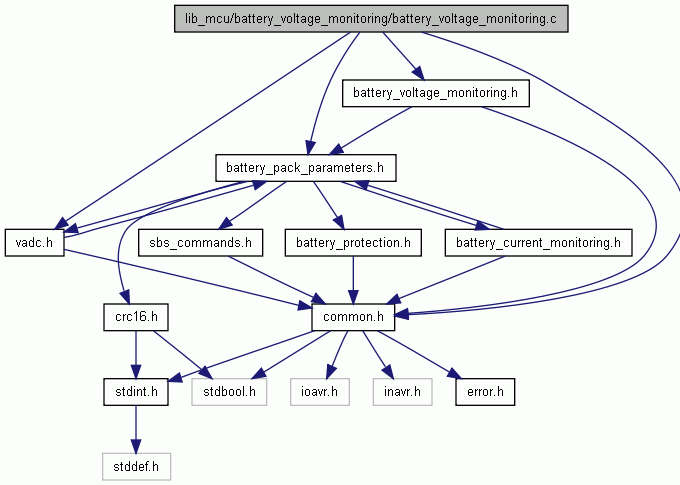 lib_mcu/battery_voltage_monitoring/battery_voltage_monitoring.c
battery_voltage_monitoring.h
battery_pack_parameters.h
vadc.h
sbs_commands.h
battery_protection.h
battery_current_monitoring.h
crc16.h
common.h
stdint.h
stdbool.h
ioavr.h
inavr.h
error.h
stddef.h